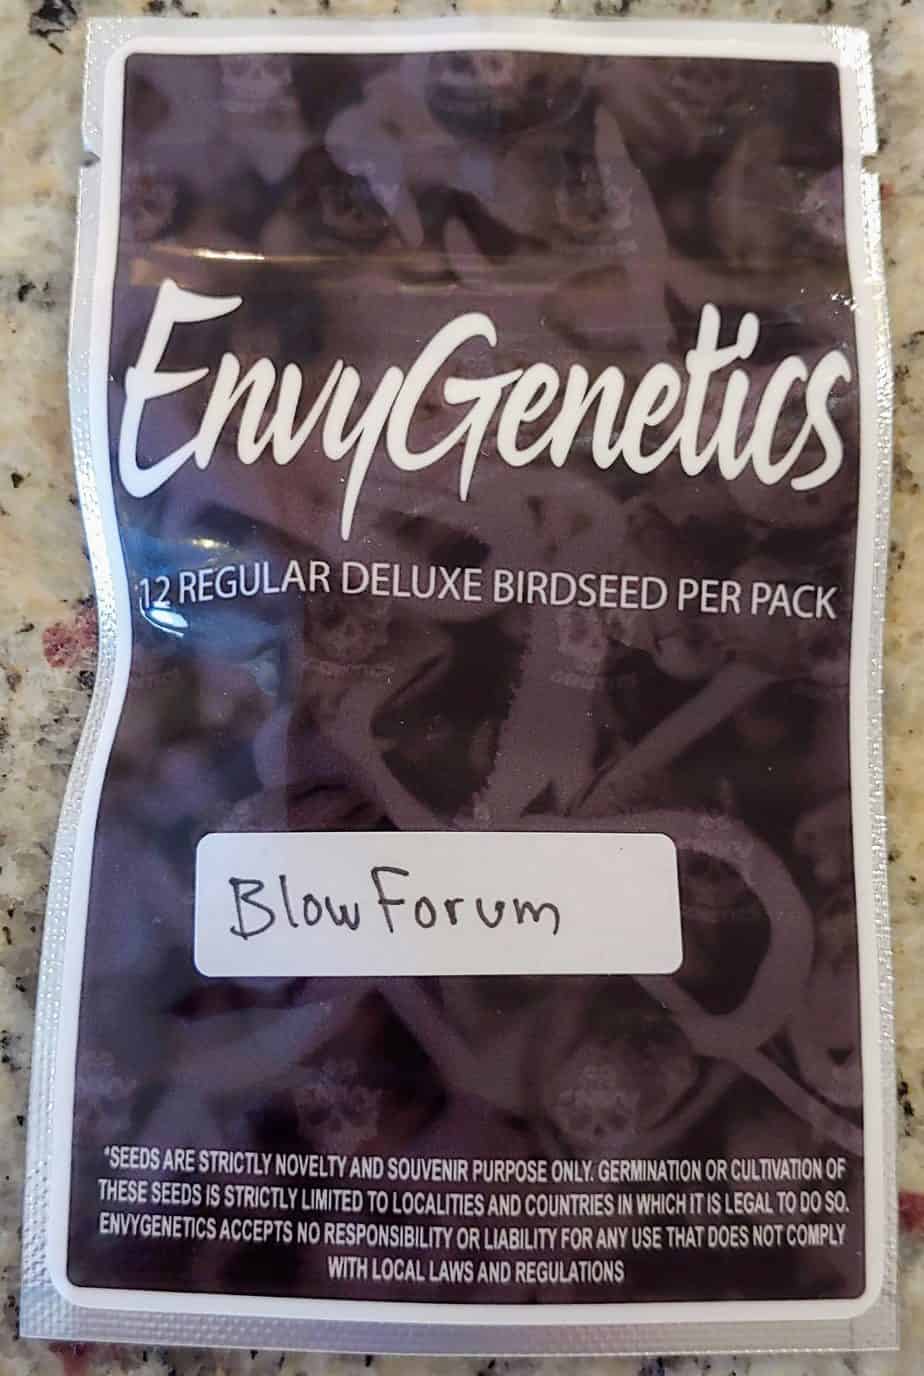 EnvyGenetics
12 REGULAR DELUXE BIRDSEED PER PACK
Blow Forum
*SEEDS ARE STRICTLY NOVELTY AND SOUVENIR PURPOSE ONLY. GERMINATION OR CULTIVATION OF
THESE SEEDS IS STRICTLY LIMITED TO LOCALITIES AND COUNTRIES IN WHICH IT IS LEGAL TO DO SO.
ENVYGENETICS ACCEPTS NO RESPONSIBILITY OR LIABILITY FOR ANY USE THAT DOES NOT COMPLY
WITH LOCAL LAWS AND REGULATIONS